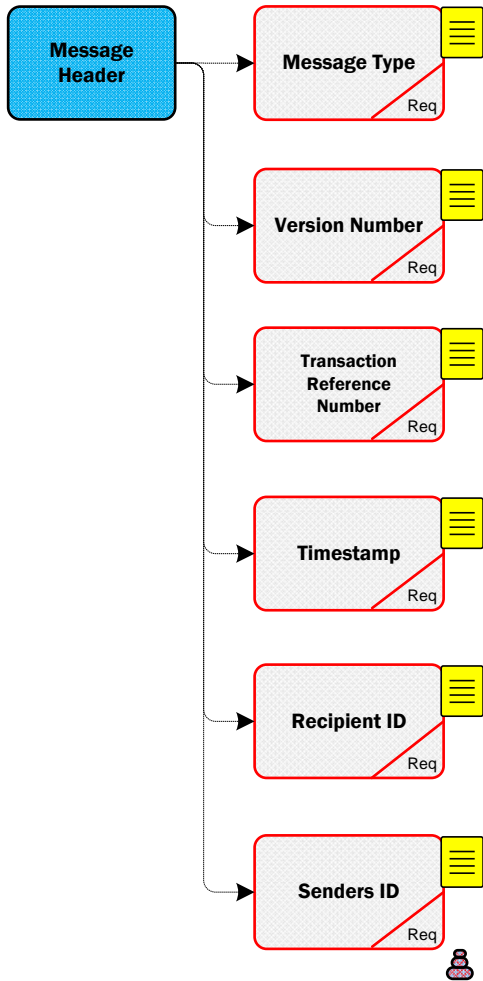 Message
Header
Message Type
Req
Version Number
Req
Transaction
Reference
Number
Req
Timestamp
Req
Recipient ID
Req
Senders ID
Req